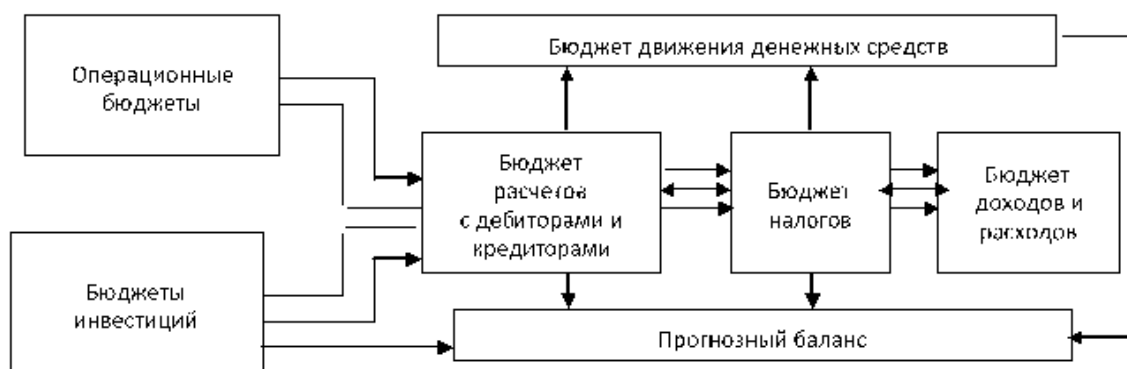 Бюджет движения денежных средств
Операционные
бюджеты
Бюджет
расчетов
с дебиторами и
кредиторами
Бюджет
налогов
Бюджет
доходов и
расходов
Бюджеты
инвестиций
Прогнозный баланс